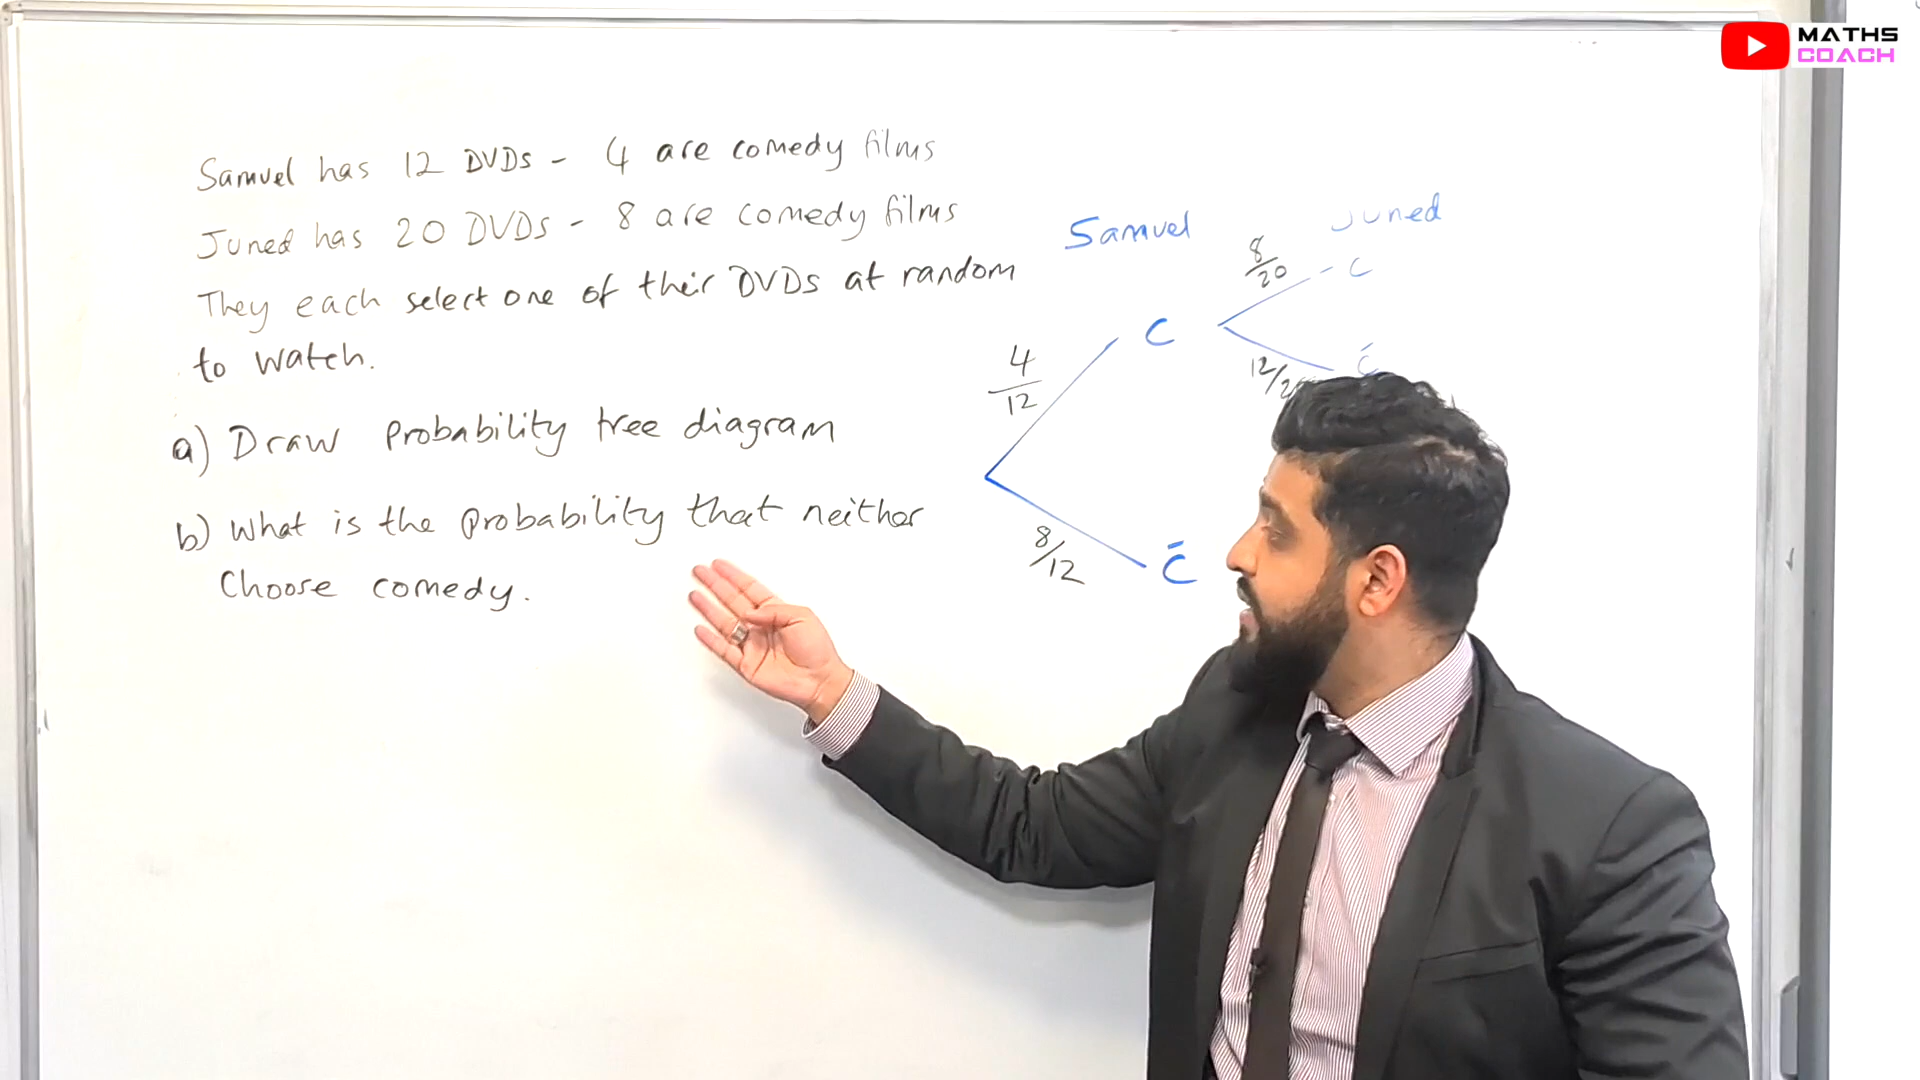 MATHS
COACH
Samuel has 12 DVDs - 4 are comedy films
Juned has 20 DVDs - 8 are comedy films
They each select one of their DVDs at random
to watch.
a) Draw probability tree diagram
b) What is the probability that neither
Choose comedy.
Samuel
Juned
8/20
C
4/12
C
12/2
C̄
8/12
C̄